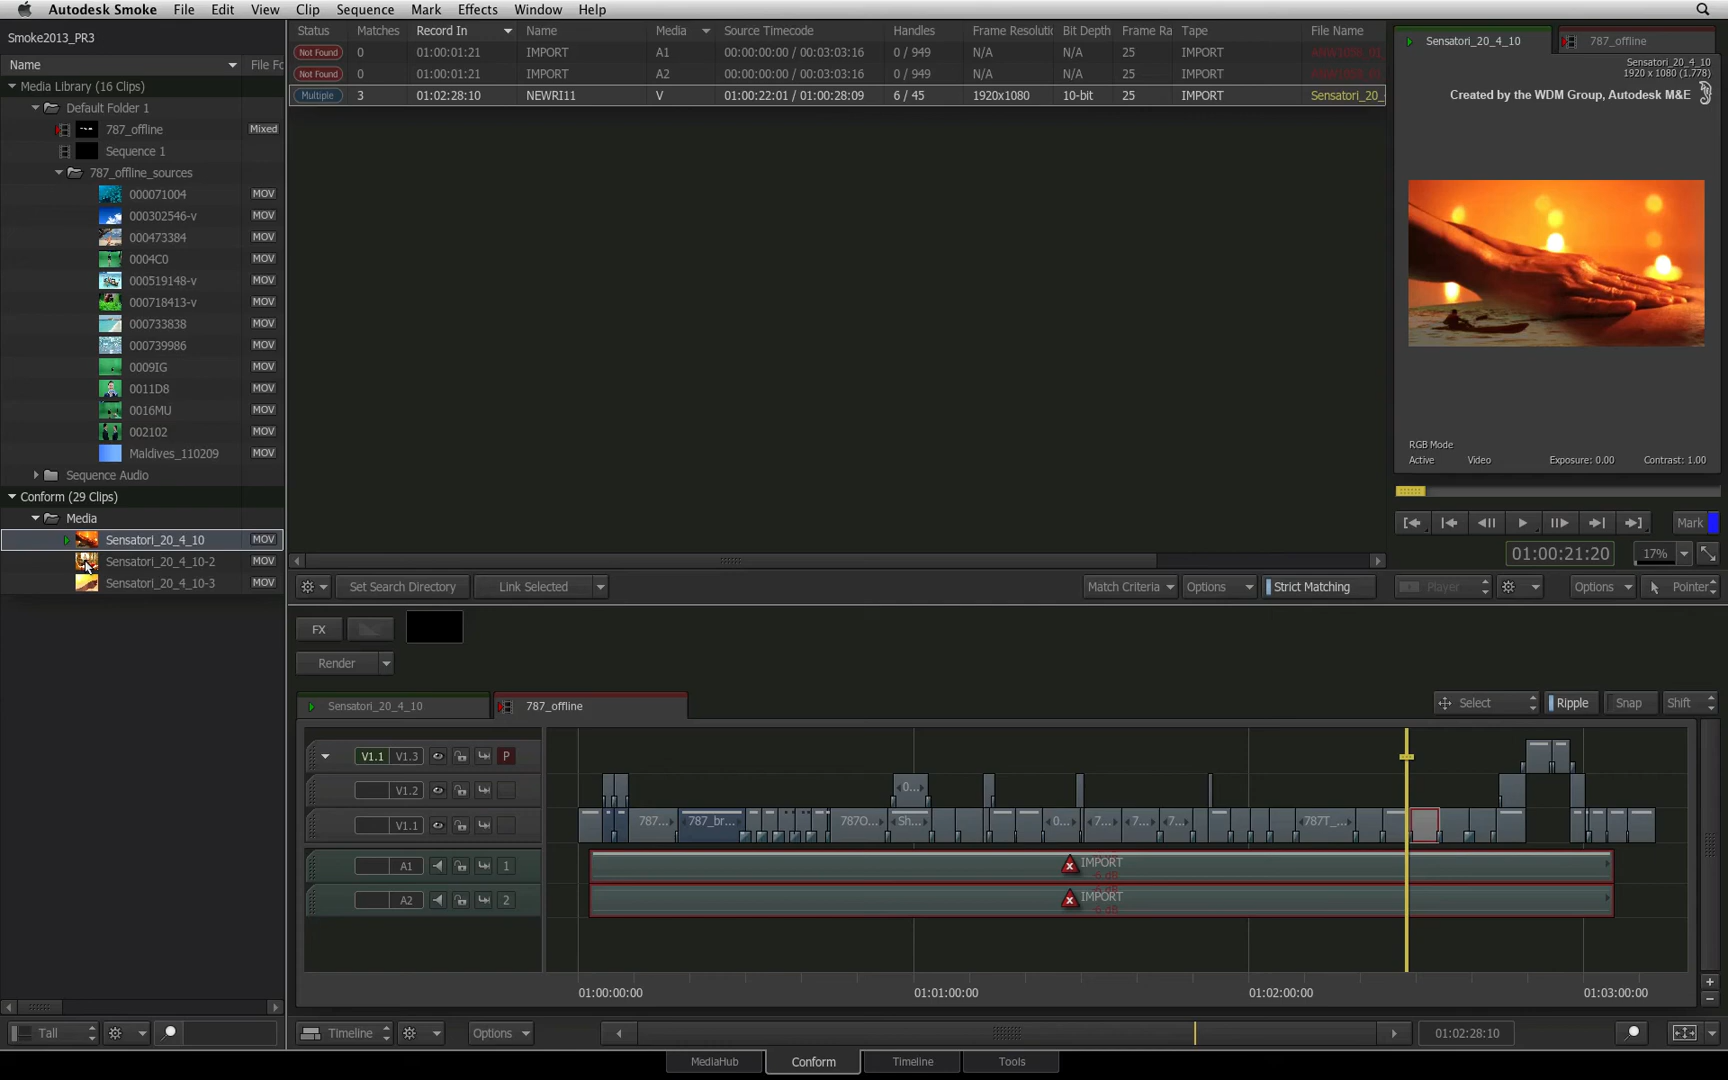 Autodesk Smoke File Edit View Clip Sequence Mark Effects Window Help
Smoke2013_PR3
Name File Fo
Media Library (16 Clips)
Default Folder 1
787_offline Mixed
Sequence 1
787_offline_sources
000071004 MOV
000302546-v MOV
000473384 MOV
0004C0 MOV
000519148-v MOV
000718413-v MOV
000733838 MOV
000739986 MOV
0009IG MOV
0011D8 MOV
0016MU MOV
002102 MOV
Maldives_110209 MOV
Sequence Audio
Conform (29 Clips)
Media
Sensatori_20_4_10 MOV
Sensatori_20_4_10-2 MOV
Sensatori_20_4_10-3 MOV
Tall
Status Matches Record In Name Media Source Timecode Handles Frame Resolutic Bit Depth Frame Ra Tape File Name
Not Found 0 01:00:01:21 IMPORT A1 00:00:00:00 / 00:03:03:16 0 / 949 N/A N/A 25 IMPORT
Not Found 0 01:00:01:21 IMPORT A2 00:00:00:00 / 00:03:03:16 0 / 949 N/A N/A 25 IMPORT
Multiple 3 01:02:28:10 NEWRI11 V 01:00:22:01 / 01:00:28:09 6 / 45 1920x1080 10-bit 25 IMPORT Sensatori_20_
Set Search Directory Link Selected Match Criteria Options Strict Matching
Sensatori_20_4_10 787_offline
Sensatori_20_4_10
1920 x 1080 (1.778)
Created by the WDM Group, Autodesk M&E
RGB Mode
Active Video Exposure: 0.00 Contrast: 1.00
Mark
01:00:21:20 17%
Player Options Pointer
FX
Render
Sensatori_20_4_10 787_offline Select Ripple Snap Shift
V1.1 V1.3 P
V1.2 0...
V1.1 787... 787_br... 787O... Sh... 0... 7... 7... 7... 787T_...
A1 1 IMPORT
-6 dB
A2 2 IMPORT
-6 dB
01:00:00:00 01:01:00:00 01:02:00:00 01:03:00:00
Timeline Options 01:02:28:10
MediaHub Conform Timeline Tools